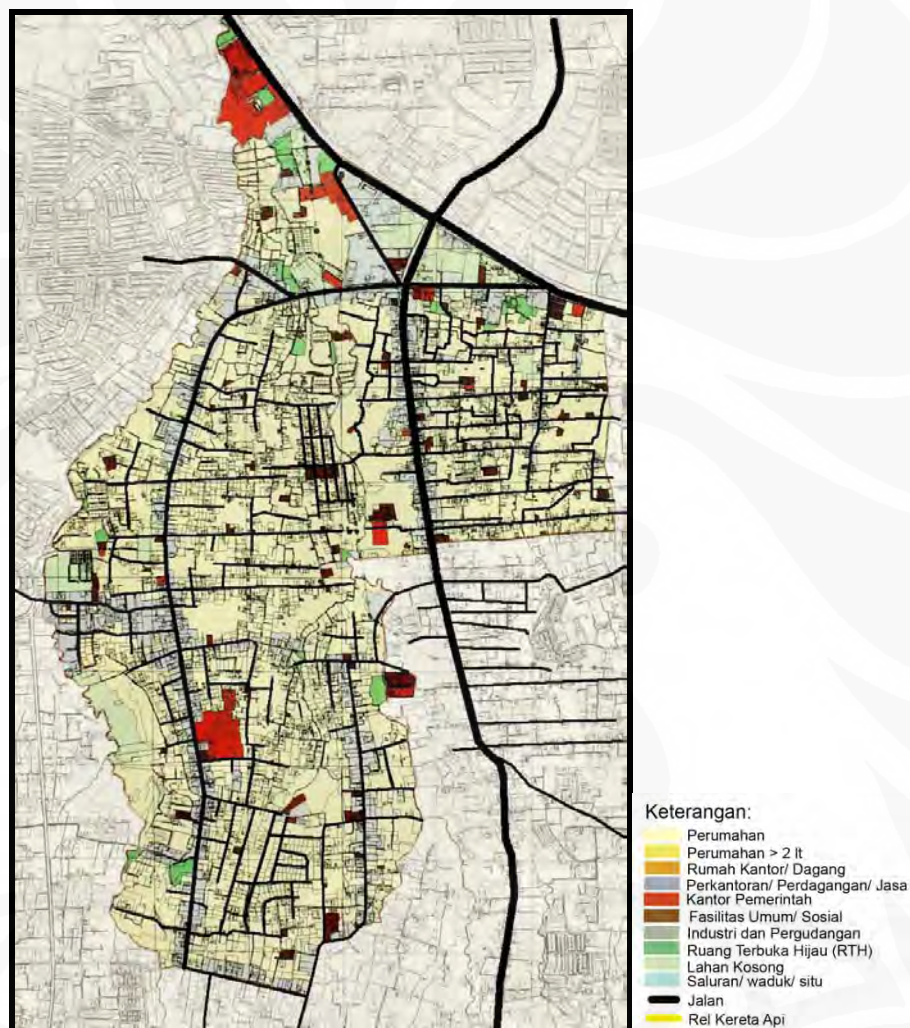 Keterangan:
Perumahan
Perumahan > 2 lt
Rumah Kantor/ Dagang
Perkantoran/ Perdagangan/ Jasa
Kantor Pemerintah
Fasilitas Umum/ Sosial
Industri dan Pergudangan
Ruang Terbuka Hijau (RTH)
Lahan Kosong
Saluran/ waduk/ situ
Jalan
Rel Kereta Api